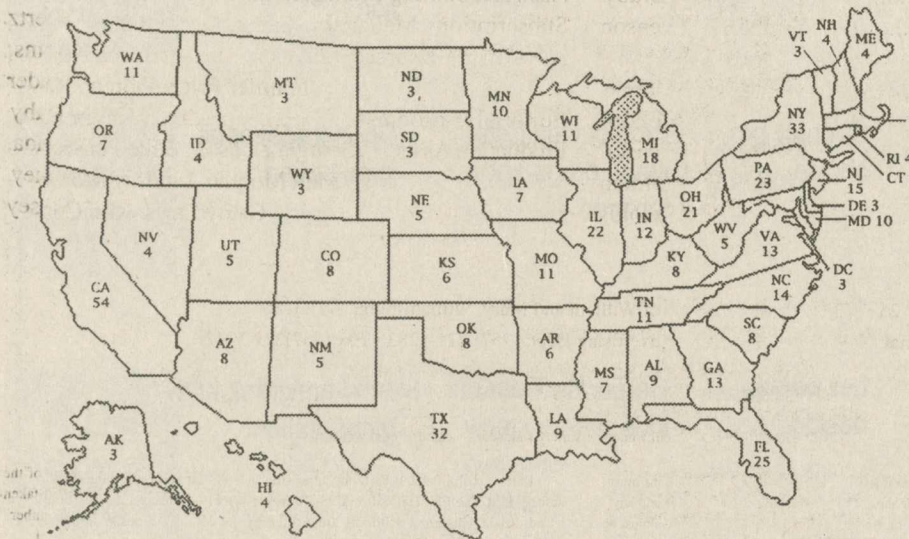 WA
11
OR
7
ID
4
MT
3
ND
3
SD
3
MN
10
WI
11
MI
18
VT
3
NH
4
ME
4
NY
33
RI 4
CT
PA
23
NJ
15
DE 3
MD 10
DC
3
WY
3
NE
5
IA
7
IL
22
IN
12
OH
21
WV
5
VA
13
NV
4
UT
5
CO
8
KS
6
MO
11
KY
8
NC
14
CA
54
AZ
8
NM
5
OK
8
AR
6
TN
11
SC
8
MS
7
AL
9
GA
13
TX
32
LA
9
FL
25
AK
3
HI
4